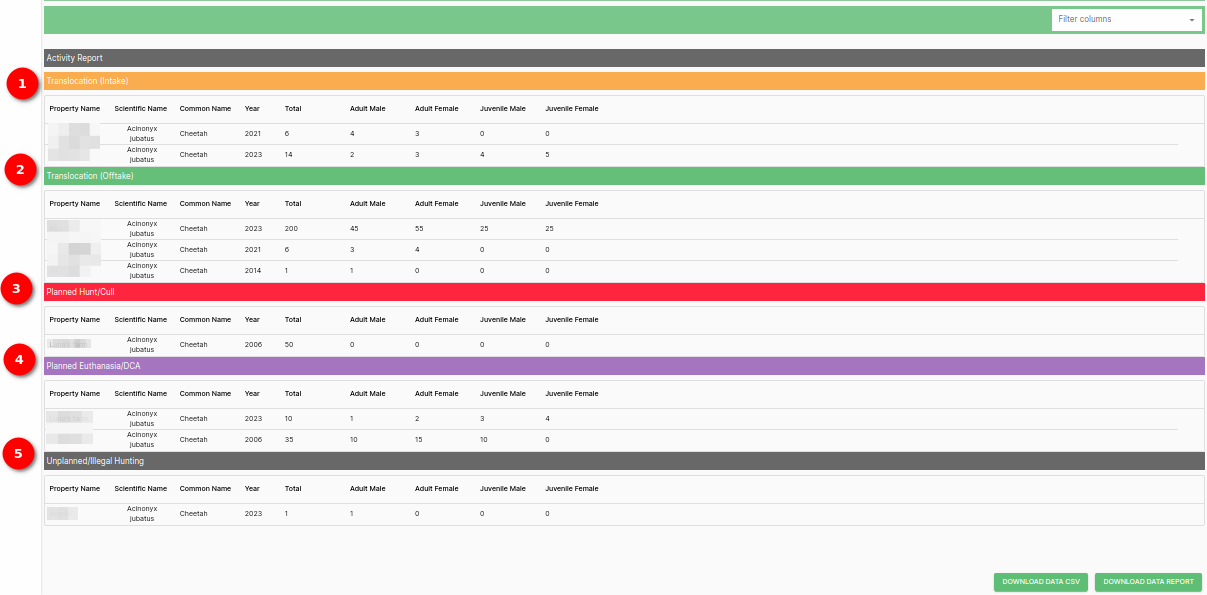 Filter columns
Activity Report
1
Translocation (Intake)
Property Name Scientific Name Common Name Year Total Adult Male Adult Female Juvenile Male Juvenile Female
Acinonyx
jubatus Cheetah 2021 6 4 3 0 0
Acinonyx
jubatus Cheetah 2023 14 2 3 4 5
2
Translocation (Offtake)
Property Name Scientific Name Common Name Year Total Adult Male Adult Female Juvenile Male Juvenile Female
Acinonyx
jubatus Cheetah 2023 200 45 55 25 25
Acinonyx
jubatus Cheetah 2021 6 3 4 0 0
Acinonyx
jubatus Cheetah 2014 1 1 0 0 0
3
Planned Hunt/Cull
Property Name Scientific Name Common Name Year Total Adult Male Adult Female Juvenile Male Juvenile Female
Acinonyx
jubatus Cheetah 2006 50 0 0 0 0
4
Planned Euthanasia/DCA
Property Name Scientific Name Common Name Year Total Adult Male Adult Female Juvenile Male Juvenile Female
Acinonyx
jubatus Cheetah 2023 10 1 2 3 4
Acinonyx
jubatus Cheetah 2006 35 10 15 10 0
5
Unplanned/Illegal Hunting
Property Name Scientific Name Common Name Year Total Adult Male Adult Female Juvenile Male Juvenile Female
Acinonyx
jubatus Cheetah 2023 1 1 0 0 0
DOWNLOAD DATA CSV DOWNLOAD DATA REPORT